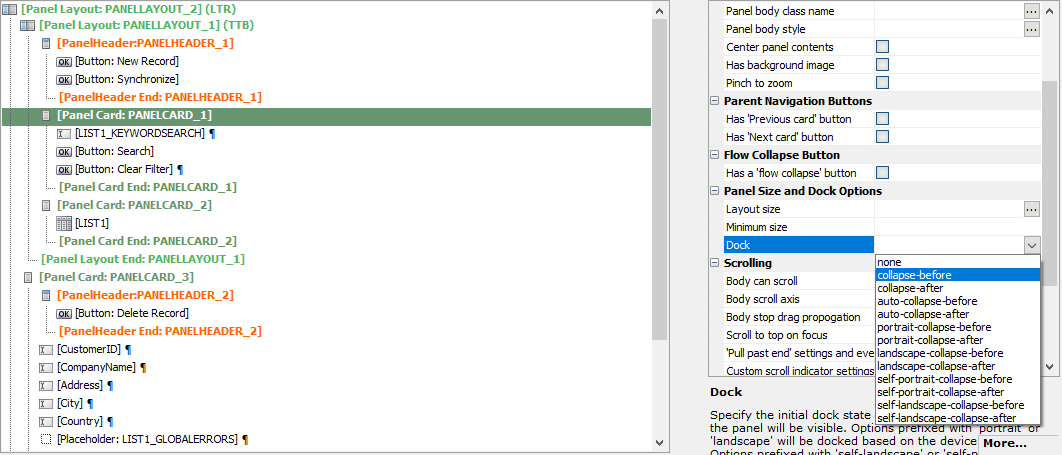 [Panel Layout: PANELLAYOUT_2] (LTR)
[Panel Layout: PANELLAYOUT_1] (TTB)
[PanelHeader:PANELHEADER_1]
OK [Button: New Record]
OK [Button: Synchronize]
[PanelHeader End: PANELHEADER_1]
[Panel Card: PANELCARD_1]
[LIST1_KEYWORDSEARCH] ¶
OK [Button: Search]
OK [Button: Clear Filter] ¶
[Panel Card End: PANELCARD_1]
[Panel Card: PANELCARD_2]
[LIST1]
[Panel Card End: PANELCARD_2]
[Panel Layout End: PANELLAYOUT_1]
[Panel Card: PANELCARD_3]
[PanelHeader:PANELHEADER_2]
OK [Button: Delete Record]
[PanelHeader End: PANELHEADER_2]
[CustomerID] ¶
[CompanyName] ¶
[Address] ¶
[City] ¶
[Country] ¶
[Placeholder: LIST1_GLOBALERRORS] ¶
Panel body class name ...
Panel body style ...
Center panel contents
Has background image
Pinch to zoom
Parent Navigation Buttons
Has 'Previous card' button
Has 'Next card' button
Flow Collapse Button
Has a 'flow collapse' button
Panel Size and Dock Options
Layout size ...
Minimum size
Dock
Scrolling
Body can scroll
Body scroll axis
Body stop drag propogation
Scroll to top on focus
'Pull past end' settings and eve
Custom scroll indicator settings
none
collapse-before
collapse-after
auto-collapse-before
auto-collapse-after
portrait-collapse-before
portrait-collapse-after
landscape-collapse-before
landscape-collapse-after
self-portrait-collapse-before
self-portrait-collapse-after
self-landscape-collapse-before
self-landscape-collapse-after
Dock
Specify the initial dock state
the panel will be visible. Options prefixed with 'portrait' or
'landscape' will be docked based on the device
Options prefixed with 'self-landscape' or 'self-p
More...